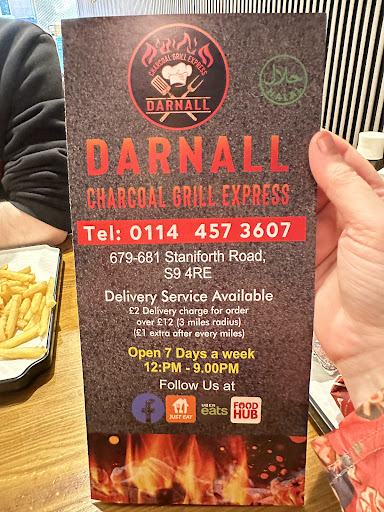 CHARCOAL GRILL EXPRESS
DARNALL
حلال
HALAL
DARNALL
CHARCOAL GRILL EXPRESS
Tel: 0114 457 3607
679-681 Staniforth Road,
S9 4RE
Delivery Service Available
£2 Delivery charge for order
over £12 (3 miles radius)
(£1 extra after every miles)
Open 7 Days a week
12:PM - 9.00PM
Follow Us at
f
JUST EAT
UBER
eats
FOOD
HUB